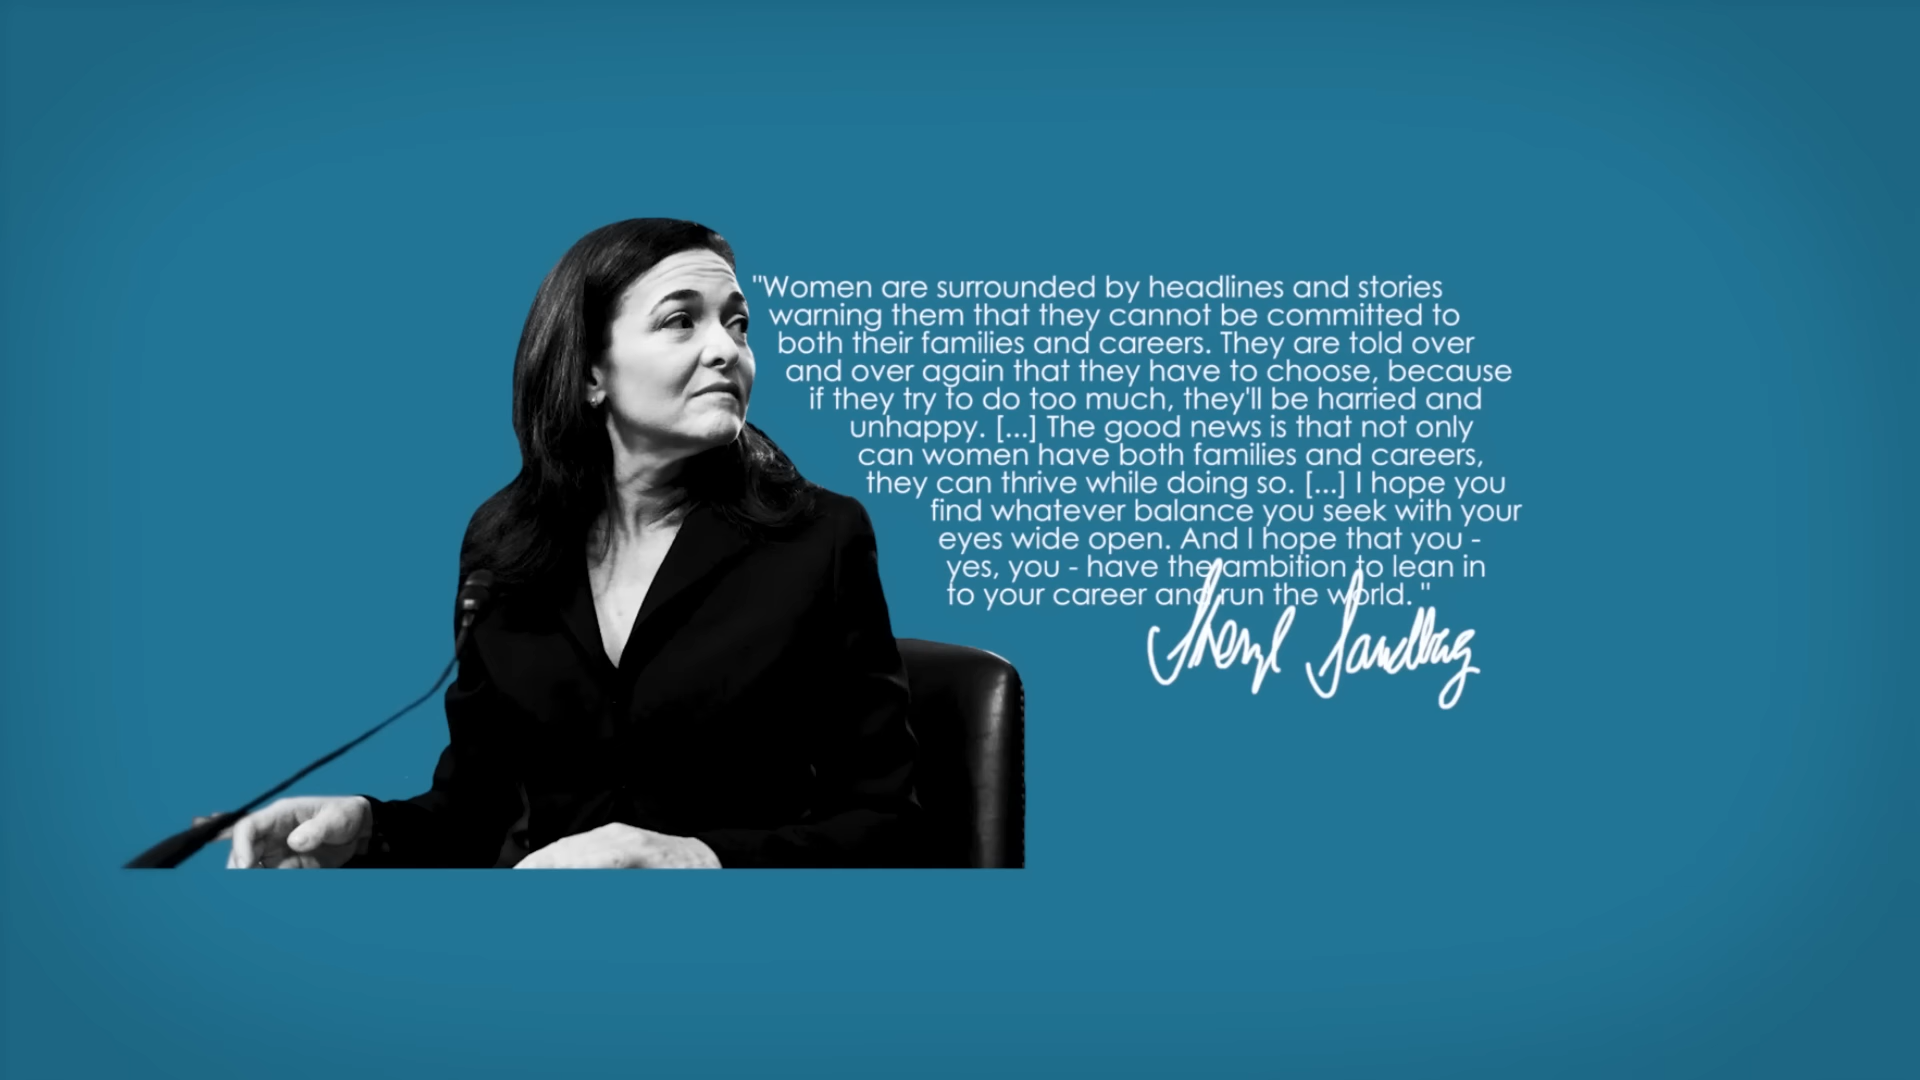 "Women are surrounded by headlines and stories
warning them that they cannot be committed to
both their families and careers. They are told over
and over again that they have to choose, because
if they try to do too much, they'll be harried and
unhappy. [...] The good news is that not only
can women have both families and careers,
they can thrive while doing so. [...] I hope you
find whatever balance you seek with your
eyes wide open. And I hope that you -
yes, you - have the ambition to lean in
to your career and run the world. "
Sheryl Sandberg